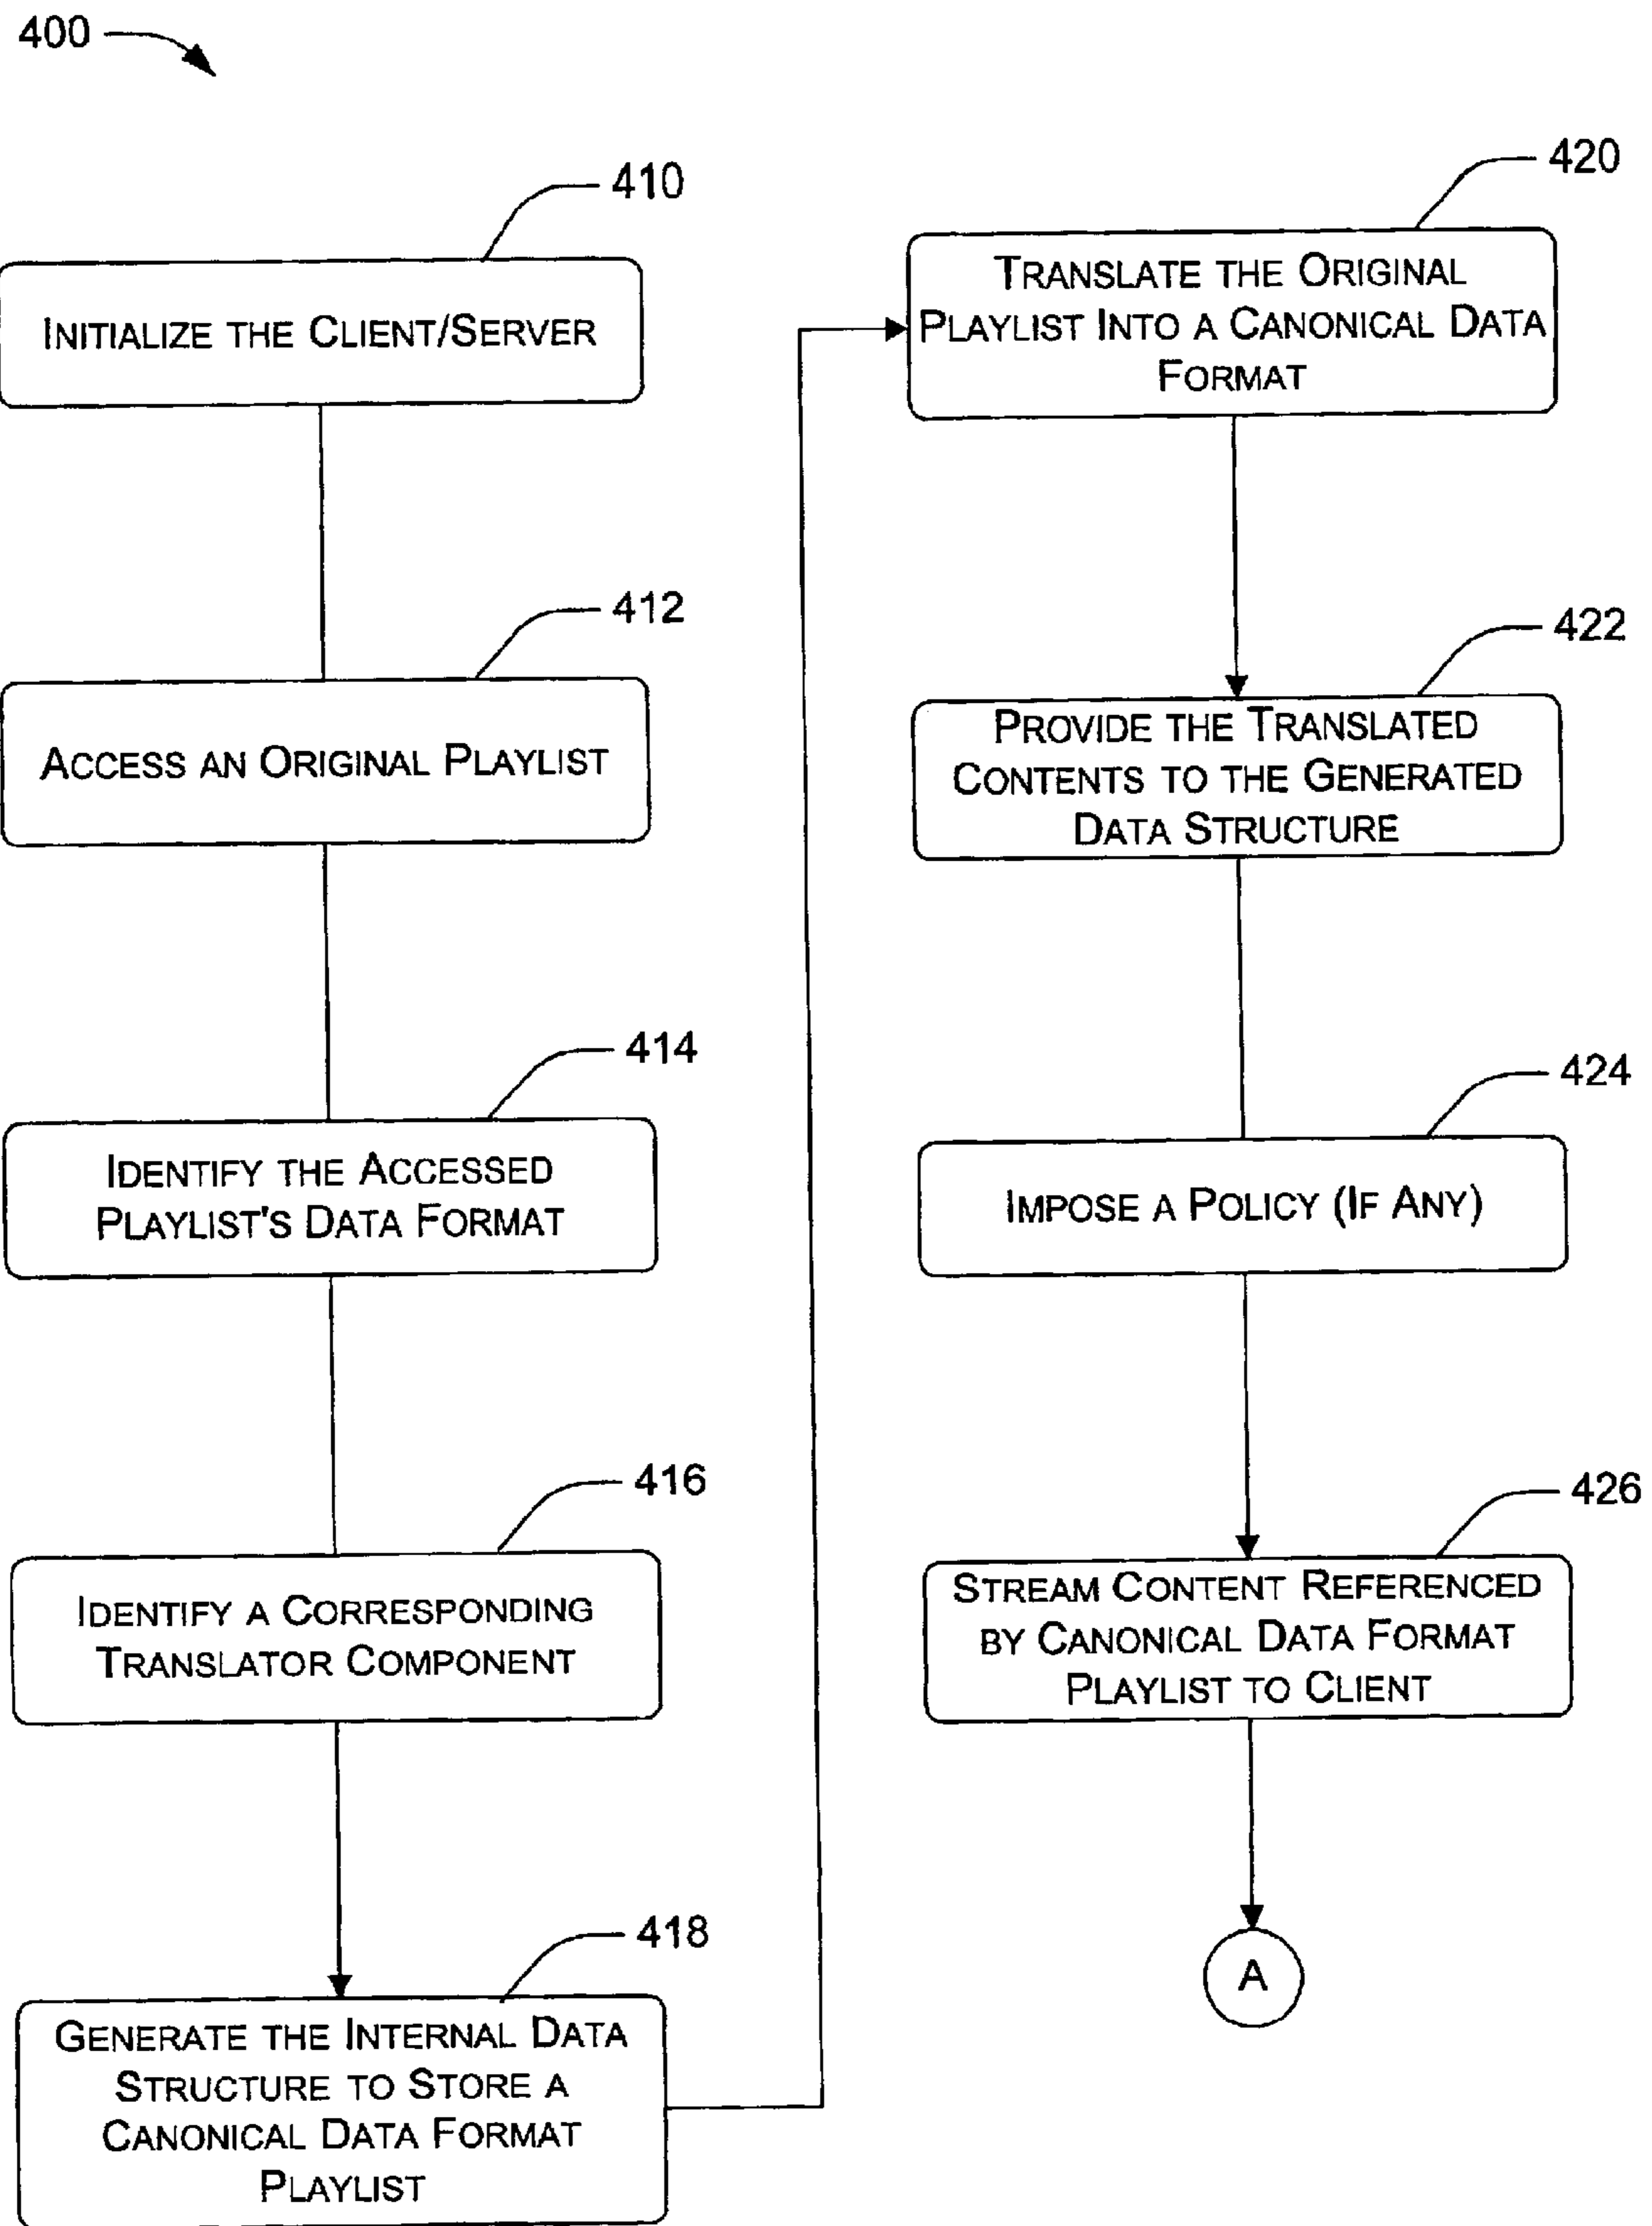 400
410
INITIALIZE THE CLIENT/SERVER
412
ACCESS AN ORIGINAL PLAYLIST
414
IDENTIFY THE ACCESSED
PLAYLIST'S DATA FORMAT
416
IDENTIFY A CORRESPONDING
TRANSLATOR COMPONENT
418
GENERATE THE INTERNAL DATA
STRUCTURE TO STORE A
CANONICAL DATA FORMAT
PLAYLIST
420
TRANSLATE THE ORIGINAL
PLAYLIST INTO A CANONICAL DATA
FORMAT
422
PROVIDE THE TRANSLATED
CONTENTS TO THE GENERATED
DATA STRUCTURE
424
IMPOSE A POLICY (IF ANY)
426
STREAM CONTENT REFERENCED
BY CANONICAL DATA FORMAT
PLAYLIST TO CLIENT
A